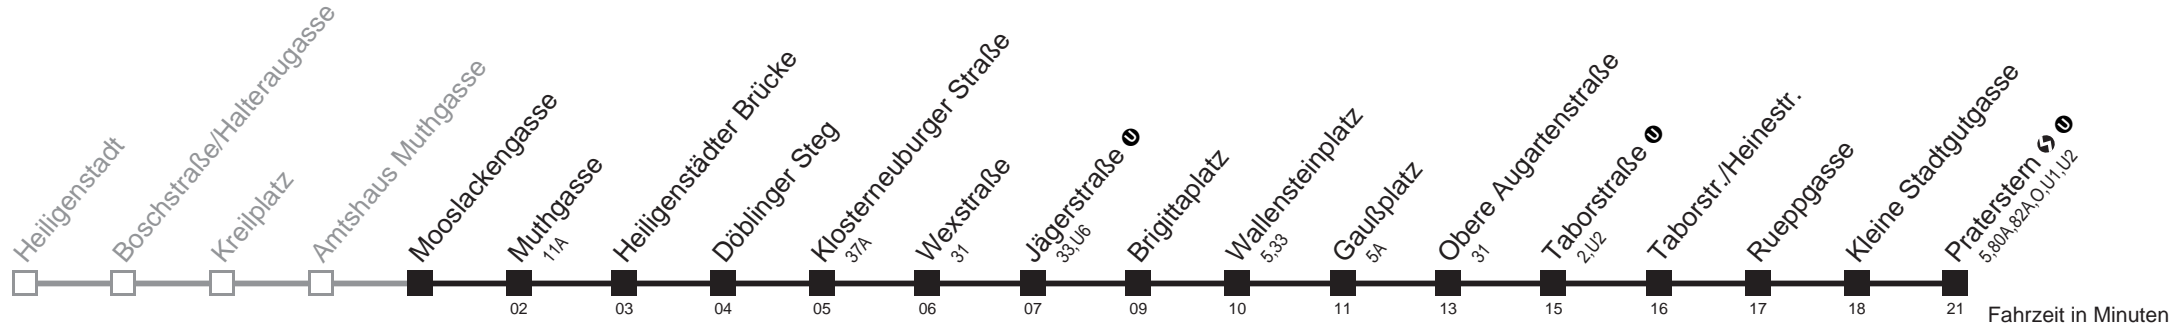 Heiligenstadt
Boschstraße/Halteraugasse
Kreilplatz
Amtshaus Muthgasse
Mooslackengasse
Muthgasse
11A
Heiligenstädter Brücke
Döblinger Steg
Klosterneuburger Straße
37A
Wexstraße
31
Jägerstraße U
33,U6
Brigittaplatz
Wallensteinplatz
5,33
Gaußplatz
5A
Obere Augartenstraße
31
Taborstraße U
2,U2
Taborstr./Heinestr.
Rueppgasse
Kleine Stadtgutgasse
Praterstern S U
5,80A,82A,O,U1,U2
02 03 04 05 06 07 09 10 11 13 15 16 17 18 21 Fahrzeit in Minuten